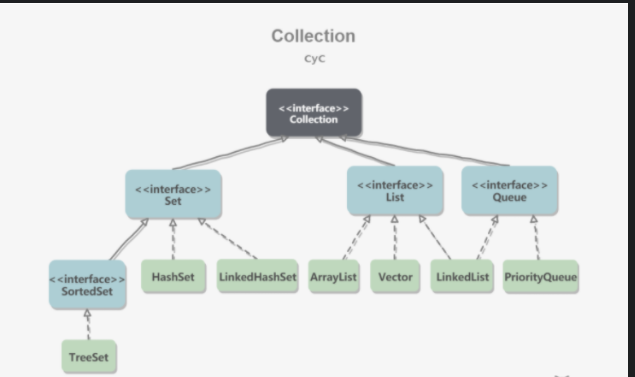 Collection
CyC
<<interface>>
Collection
<<interface>>
Set
<<interface>>
List
<<interface>>
Queue
<<interface>>
SortedSet
HashSet
LinkedHashSet
ArrayList
Vector
LinkedList
PriorityQueue
TreeSet